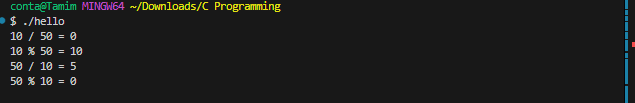 conta@Tamim MINGW64 ~/Downloads/C Programming
$ ./hello
10 / 50 = 0
10 % 50 = 10
50 / 10 = 5
50 % 10 = 0